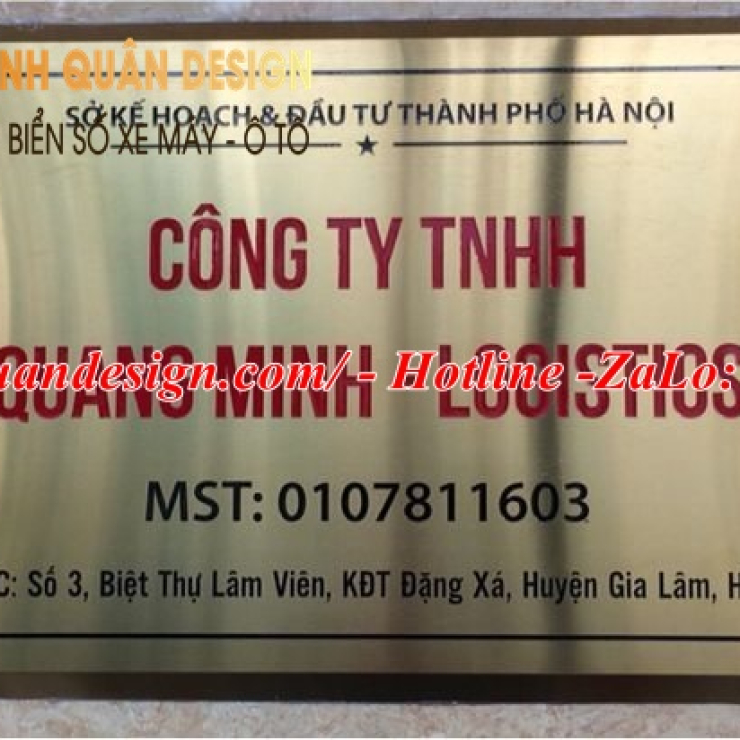 NH QUÂN DESIGN
SỞ KẾ HOẠCH & ĐẦU TƯ THÀNH PHỐ HÀ NỘI
BIỂN SỐ XE MÁY - Ô TÔ
CÔNG TY TNHH
QUANG MINH LOGISTICS
uandesign.com/ - Hotline -ZaLo:
MST: 0107811603
C: Số 3, Biệt Thự Lâm Viên, KĐT Đặng Xá, Huyện Gia Lâm, H